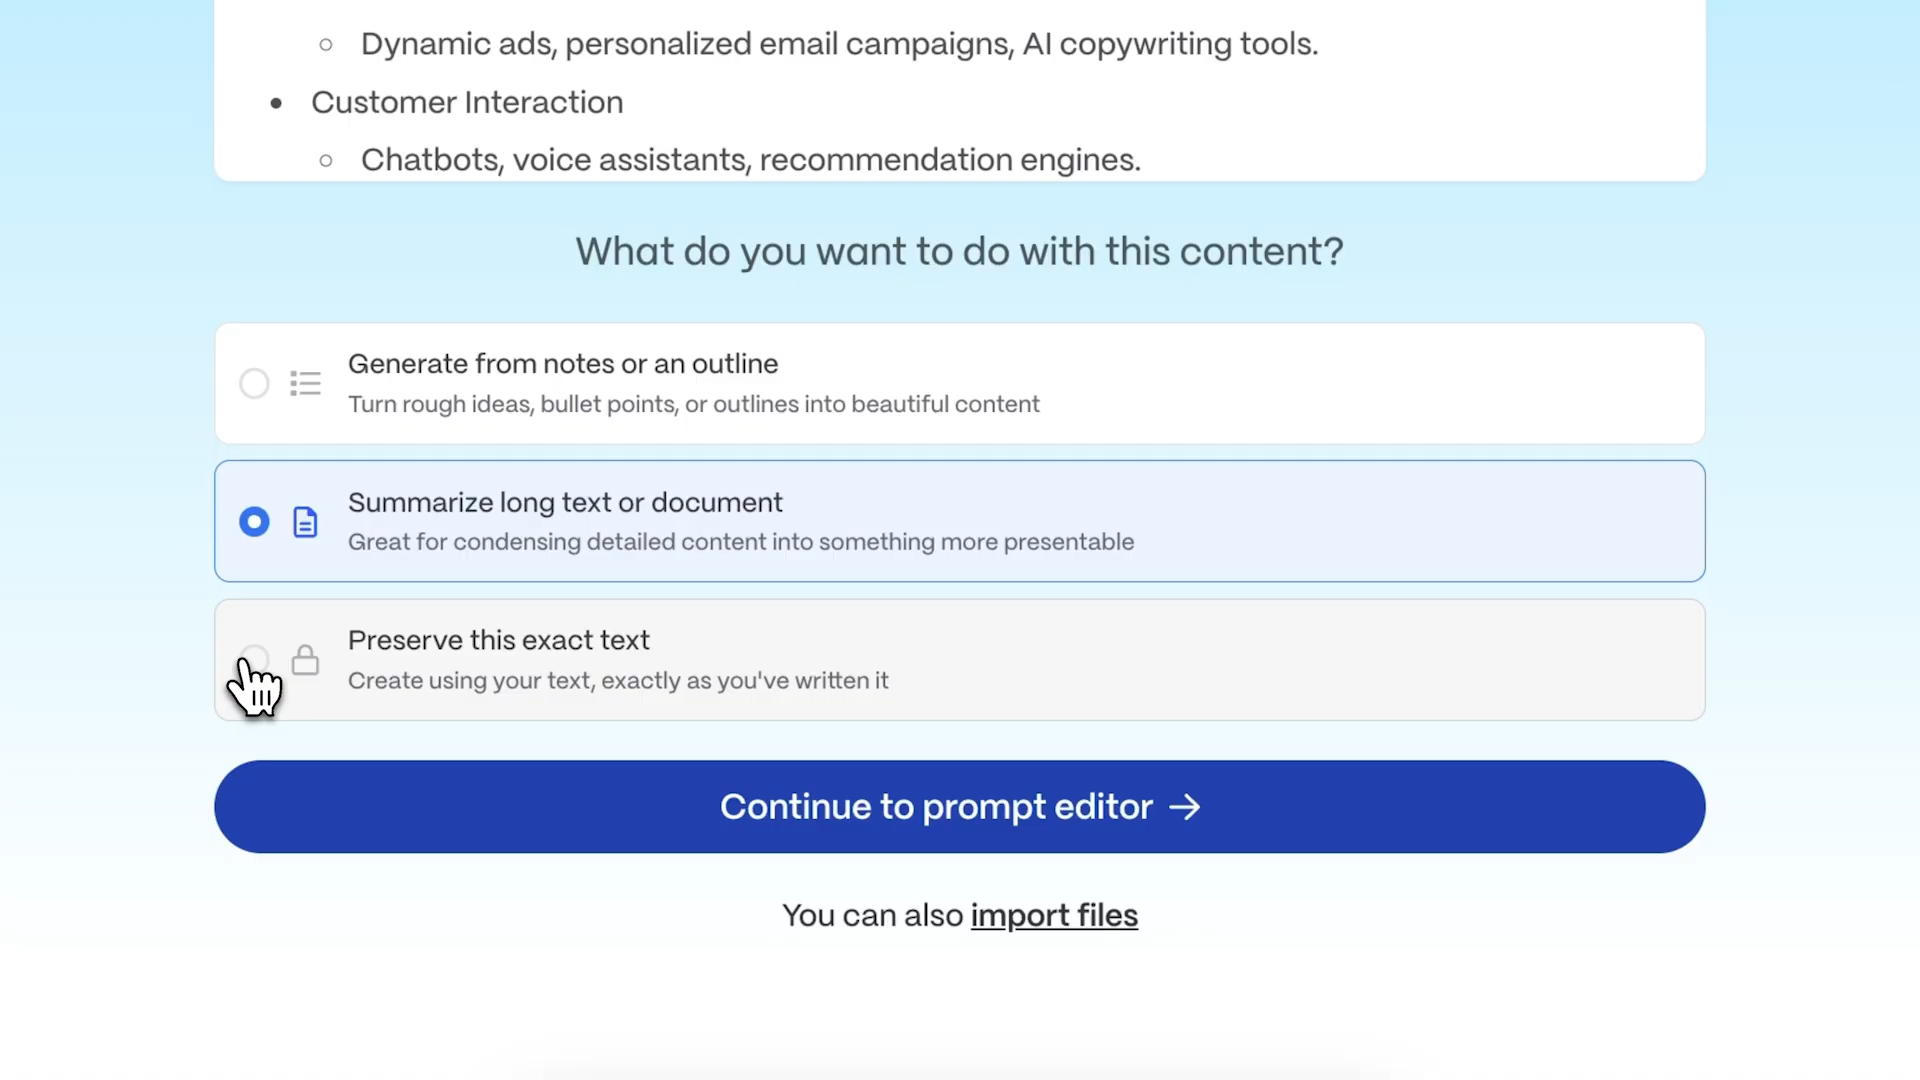 Dynamic ads, personalized email campaigns, AI copywriting tools.
Customer Interaction
Chatbots, voice assistants, recommendation engines.
What do you want to do with this content?
Generate from notes or an outline
Turn rough ideas, bullet points, or outlines into beautiful content
Summarize long text or document
Great for condensing detailed content into something more presentable
Preserve this exact text
Create using your text, exactly as you've written it
Continue to prompt editor →
You can also import files